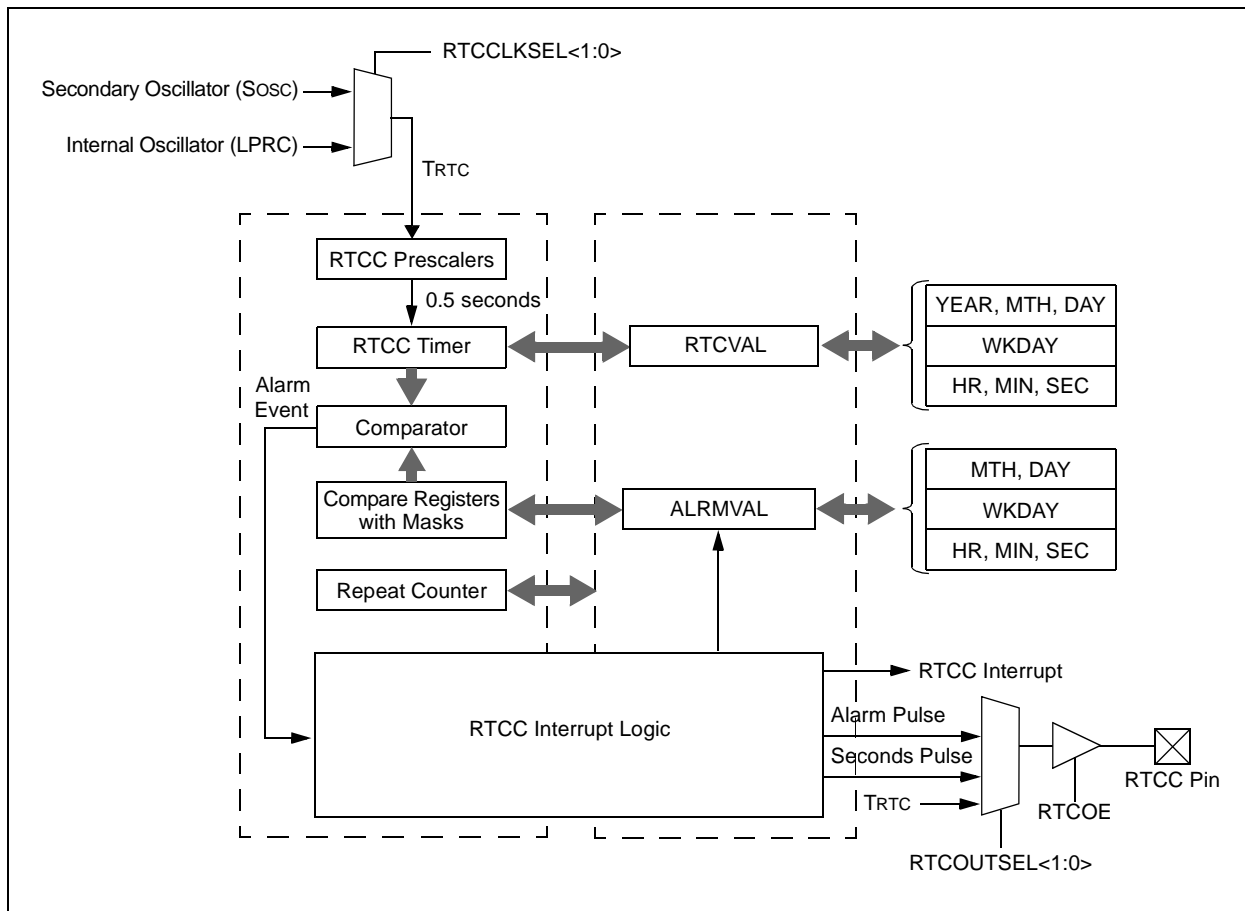 RTCCLKSEL<1:0>
Secondary Oscillator (SOSC)
Internal Oscillator (LPRC)
TRTC
RTCC Prescalers
0.5 seconds
RTCC Timer
RTCVAL
YEAR, MTH, DAY
WKDAY
HR, MIN, SEC
Alarm
Event
Comparator
Compare Registers
with Masks
ALRMVAL
MTH, DAY
WKDAY
HR, MIN, SEC
Repeat Counter
RTCC Interrupt Logic
RTCC Interrupt
Alarm Pulse
Seconds Pulse
TRTC
RTCC Pin
RTCOE
RTCOUTSEL<1:0>